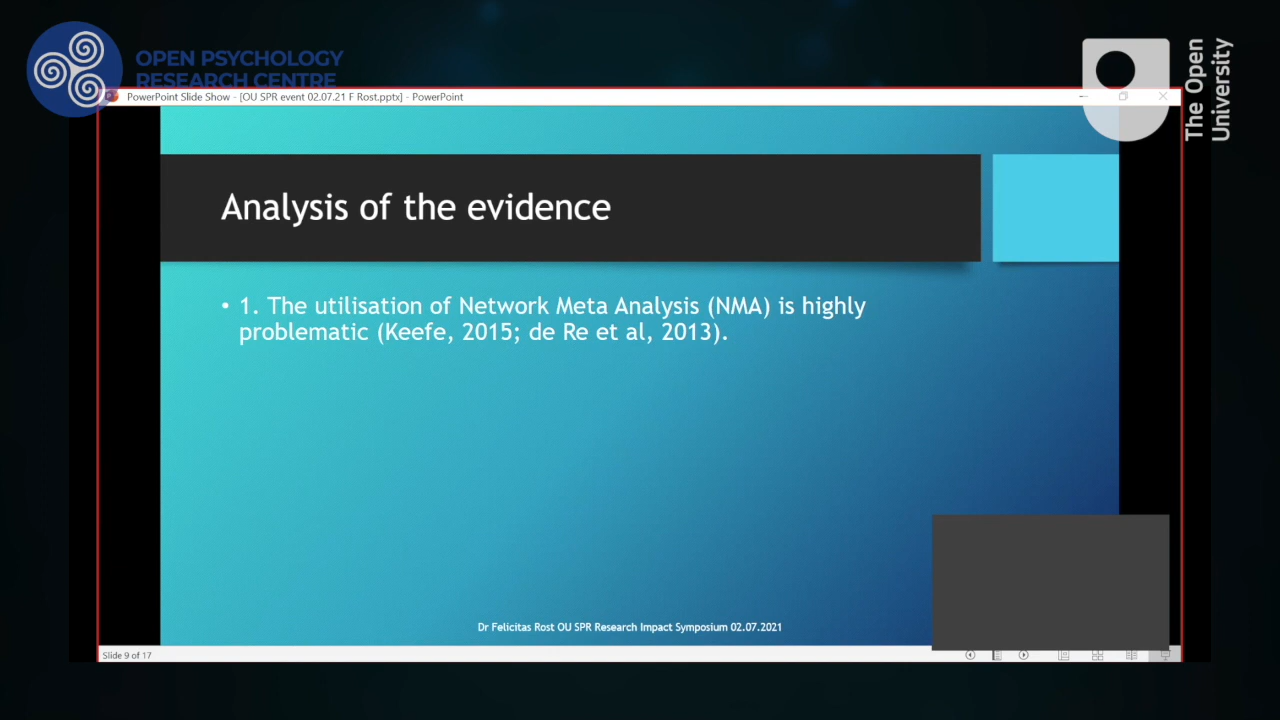 OPEN PSYCHOLOGY
RESEARCH CENTRE
The Open
University
PowerPoint Slide Show - [OU SPR event 02.07.21 F Rost.pptx] - PowerPoint
Analysis of the evidence
• 1. The utilisation of Network Meta Analysis (NMA) is highly
problematic (Keefe, 2015; de Re et al, 2013).
Dr Felicitas Rost OU SPR Research Impact Symposium 02.07.2021
Slide 9 of 17